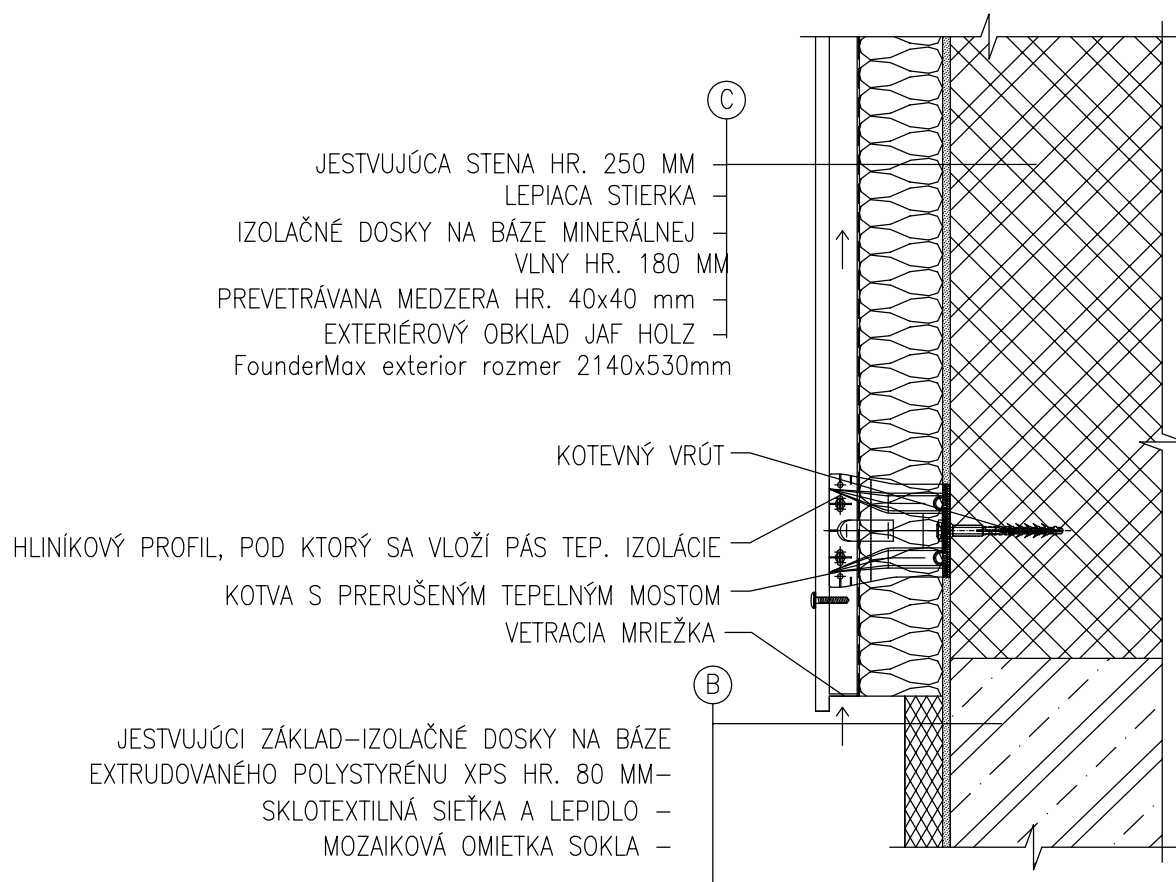 C
JESTVUJÚCA STENA HR. 250 MM
LEPIACA STIERKA
IZOLAČNÉ DOSKY NA BÁZE MINERÁLNEJ
VLNY HR. 180 MM
PREVETRÁVANA MEDZERA HR. 40x40 mm
EXTERIÉROVÝ OBKLAD JAF HOLZ
FounderMax exterior rozmer 2140x530mm
KOTEVNÝ VRÚT
HLINÍKOVÝ PROFIL, POD KTORÝ SA VLOŽÍ PÁS TEP. IZOLÁCIE
KOTVA S PRERUŠENÝM TEPELNÝM MOSTOM
VETRACIA MRIEŽKA
B
JESTVUJÚCI ZÁKLAD–IZOLAČNÉ DOSKY NA BÁZE
EXTRUDOVANÉHO POLYSTYRÉNU XPS HR. 80 MM–
SKLOTEXTILNÁ SIEŤKA A LEPIDLO –
MOZAIKOVÁ OMIETKA SOKLA –